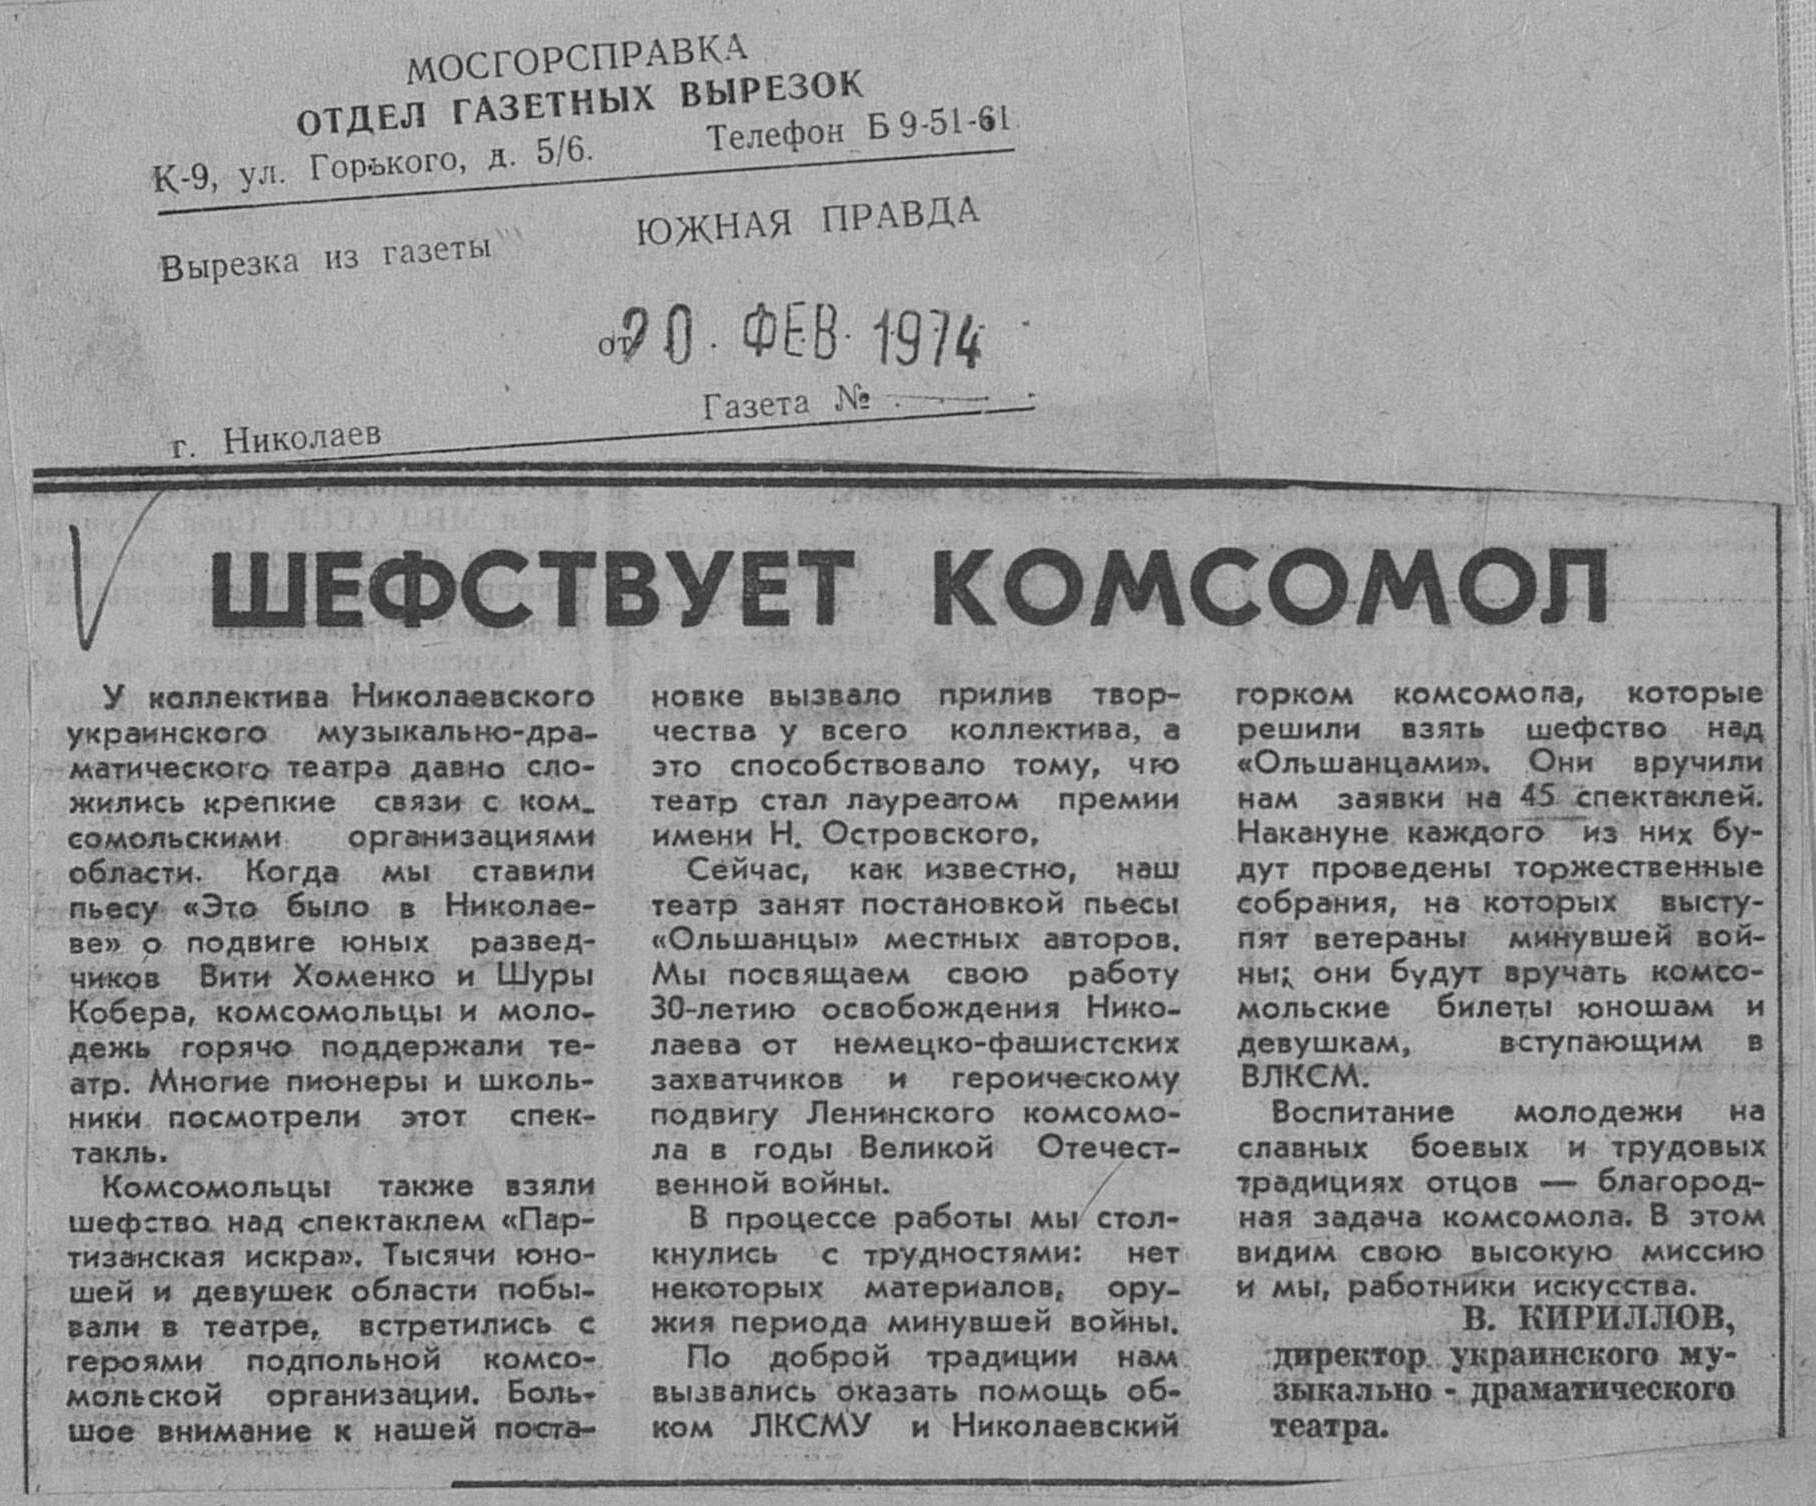 МОСГОРСПРАВКА
ОТДЕЛ ГАЗЕТНЫХ ВЫРЕЗОК
К-9, ул. Горького, д. 5/6. Телефон Б 9-51-61
Вырезка из газеты ЮЖНАЯ ПРАВДА
от 20. ФЕВ. 1974
г. Николаев Газета №
ШЕФСТВУЕТ КОМСОМОЛ
У коллектива Николаевского
украинского музыкально-дра-
матического театра давно сло-
жились крепкие связи с ком-
сомольскими организациями
области. Когда мы ставили
пьесу «Это было в Николае-
ве» о подвиге юных развед-
чиков Вити Хоменко и Шуры
Кобера, комсомольцы и моло-
дежь горячо поддержали те-
атр. Многие пионеры и школь-
ники посмотрели этот спек-
такль.
Комсомольцы также взяли
шефство над спектаклем «Пар-
тизанская искра». Тысячи юно-
шей и девушек области побы-
вали в театре, встретились с
героями подпольной комсо-
мольской организации. Боль-
шое внимание к нашей поста-
новке вызвало прилив твор-
чества у всего коллектива, а
это способствовало тому, что
театр стал лауреатом премии
имени Н. Островского,
Сейчас, как известно, наш
театр занят постановкой пьесы
«Ольшанцы» местных авторов.
Мы посвящаем свою работу
30-летию освобождения Нико-
лаева от немецко-фашистских
захватчиков и героическому
подвигу Ленинского комсомо-
ла в годы Великой Отечест-
венной войны.
В процессе работы мы стол-
кнулись с трудностями: нет
некоторых материалов, ору-
жия периода минувшей войны.
По доброй традиции нам
вызвались оказать помощь об-
ком ЛКСМУ и Николаевский
горком комсомола, которые
решили взять шефство над
«Ольшанцами». Они вручили
нам заявки на 45 спектаклей.
Накануне каждого из них бу-
дут проведены торжественные
собрания, на которых высту-
пят ветераны минувшей вой-
ны; они будут вручать комсо-
мольские билеты юношам и
девушкам, вступающим в
ВЛКСМ.
Воспитание молодежи на
славных боевых и трудовых
традициях отцов — благород-
ная задача комсомола. В этом
видим свою высокую миссию
и мы, работники искусства.
В. КИРИЛЛОВ,
директор украинского му-
зыкально - драматического
театра.